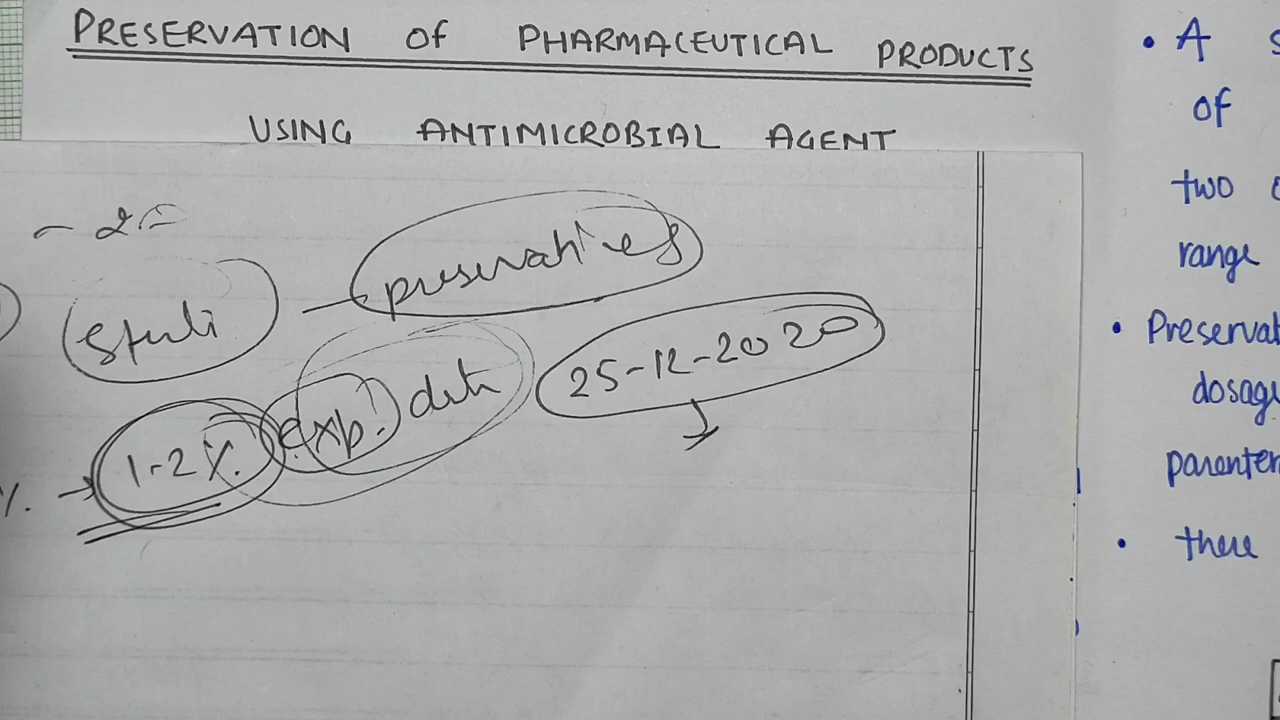 PRESERVATION Of PHARMACEUTICAL PRODUCTS
USING ANTIMICROBIAL AGENT
preservatives
1-2%. exp. date 25-12-2020
%.
• A
of
two
range
• Preservat
dosage
parenter
• there